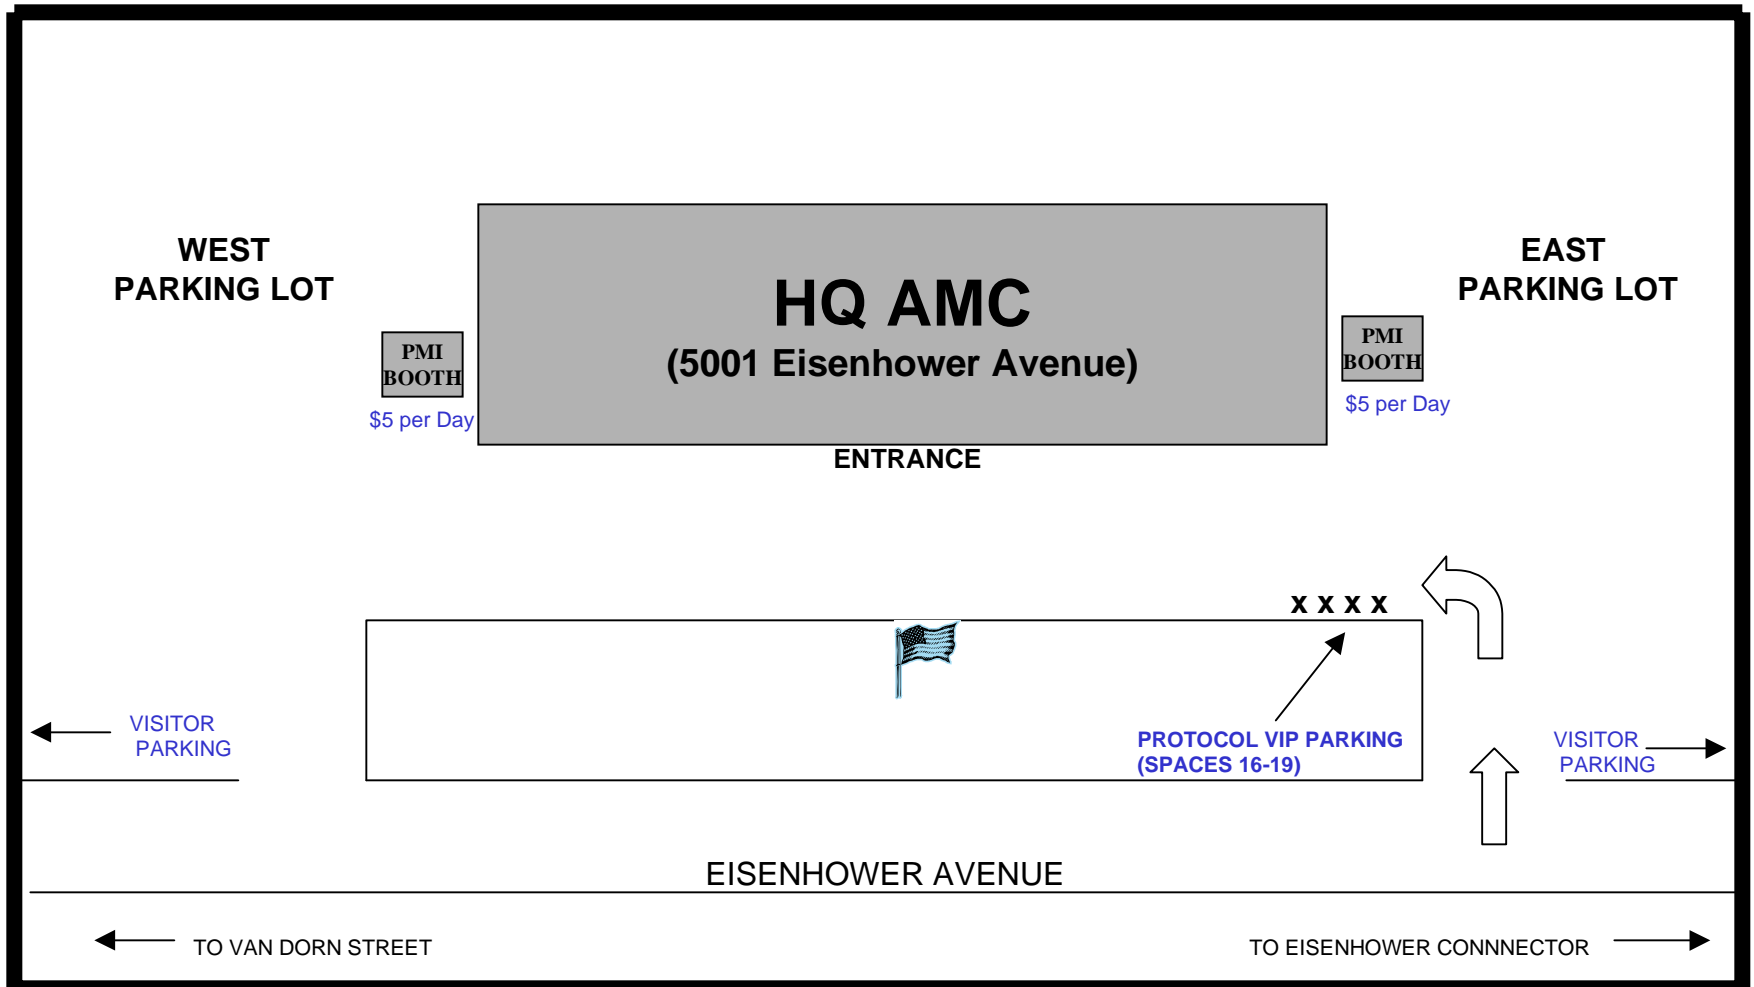 WEST
PARKING LOT
HQ AMC
(5001 Eisenhower Avenue)
EAST
PARKING LOT
PMI
BOOTH
$5 per Day
PMI
BOOTH
$5 per Day
ENTRANCE
X X X X
VISITOR
PARKING
PROTOCOL VIP PARKING
(SPACES 16-19)
VISITOR
PARKING
EISENHOWER AVENUE
TO VAN DORN STREET
TO EISENHOWER CONNNECTOR